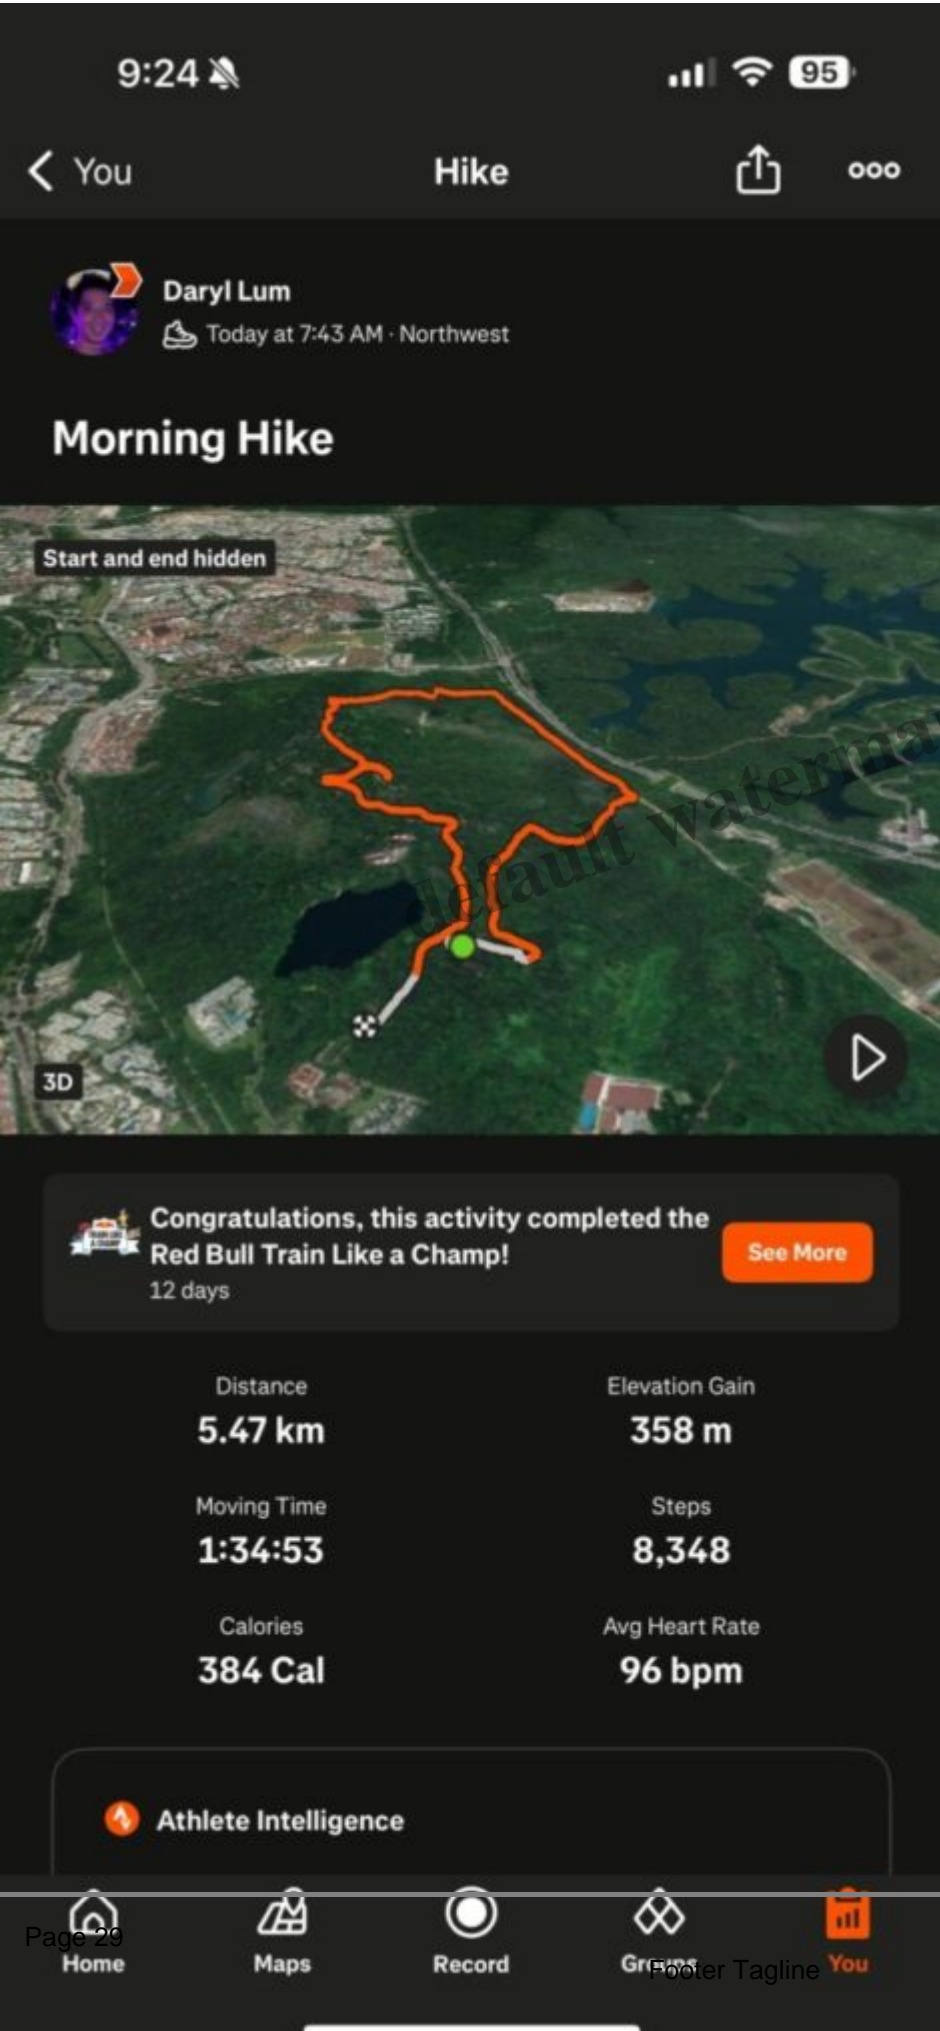 9:24
95
You
Hike
Daryl Lum
Today at 7:43 AM · Northwest
Morning Hike
Start and end hidden
default waterma
3D
Congratulations, this activity completed the
Red Bull Train Like a Champ!
12 days
See More
Distance
Elevation Gain
5.47 km
358 m
Moving Time
Steps
1:34:53
8,348
Calories
Avg Heart Rate
384 Cal
96 bpm
Athlete Intelligence
Page 29
Home
Maps
Record
Groups
Footer Tagline
You